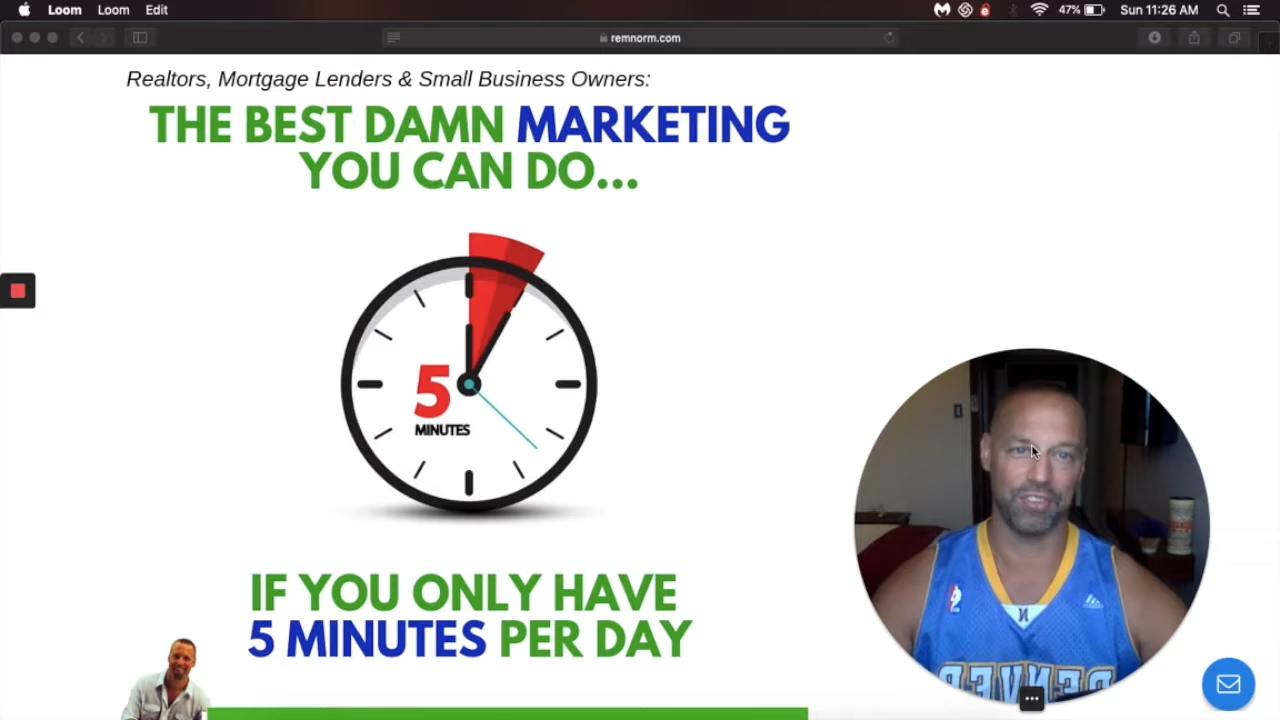 Loom Loom Edit 47% Sun 11:26 AM
remnorm.com
Realtors, Mortgage Lenders & Small Business Owners:
THE BEST DAMN MARKETING
YOU CAN DO...
5
MINUTES
IF YOU ONLY HAVE
5 MINUTES PER DAY
DENVER